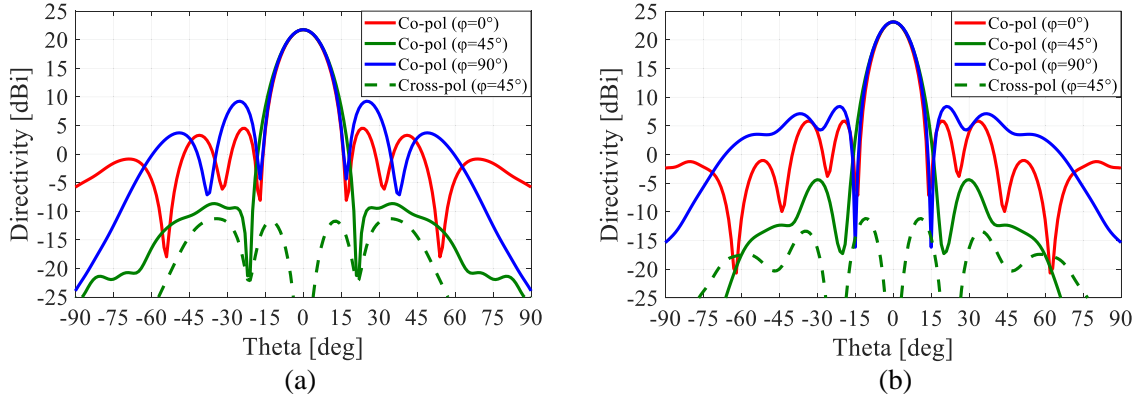 25
20
15
10
5
0
-5
-10
-15
-20
-25
-90 -75 -60 -45 -30 -15 0 15 30 45 60 75 90
Directivity [dBi]
Theta [deg]
Co-pol (φ=0°)
Co-pol (φ=45°)
Co-pol (φ=90°)
Cross-pol (φ=45°)
(a)
25
20
15
10
5
0
-5
-10
-15
-20
-25
-90 -75 -60 -45 -30 -15 0 15 30 45 60 75 90
Directivity [dBi]
Theta [deg]
Co-pol (φ=0°)
Co-pol (φ=45°)
Co-pol (φ=90°)
Cross-pol (φ=45°)
(b)